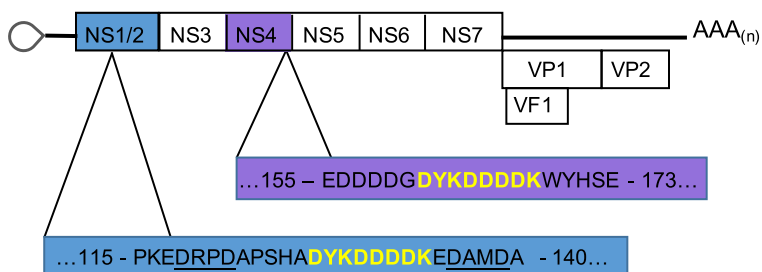 NS1/2 NS3 NS4 NS5 NS6 NS7 AAA(n)
VP1 VP2
VF1
…155 – EDDDDGDYKDDDDKWYHSE - 173…
…115 - PKEDRPDAPSHADYKDDDDKEDAMDA - 140…